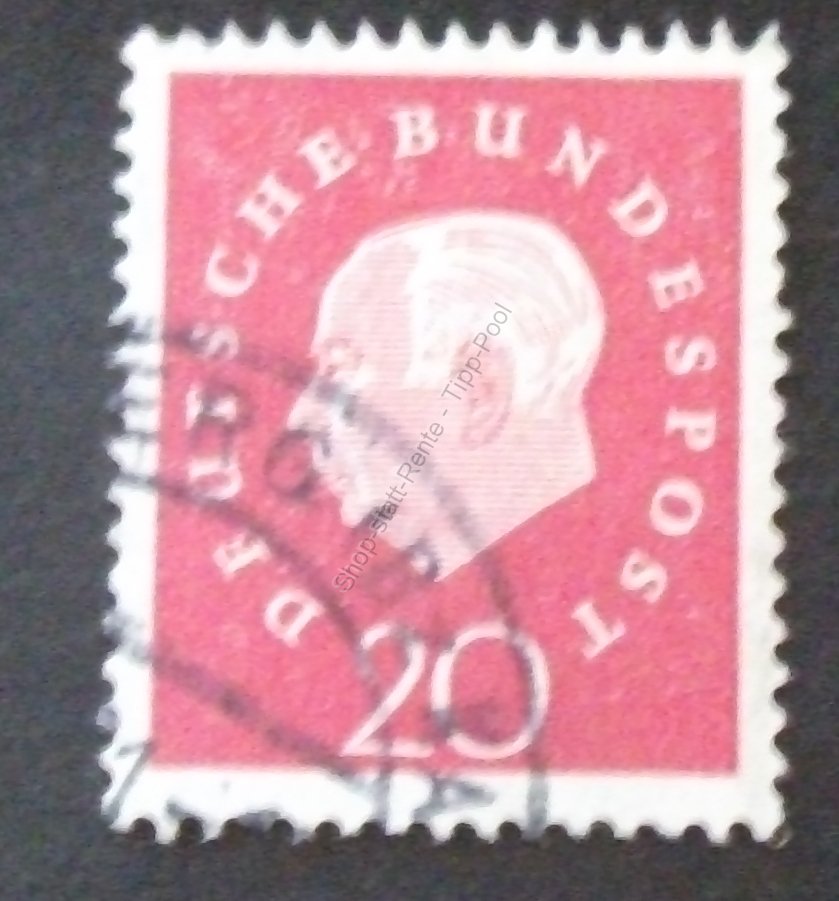 DEUTSCHE BUNDESPOST
Shop-statt-Rente - Tipp-Pool
20